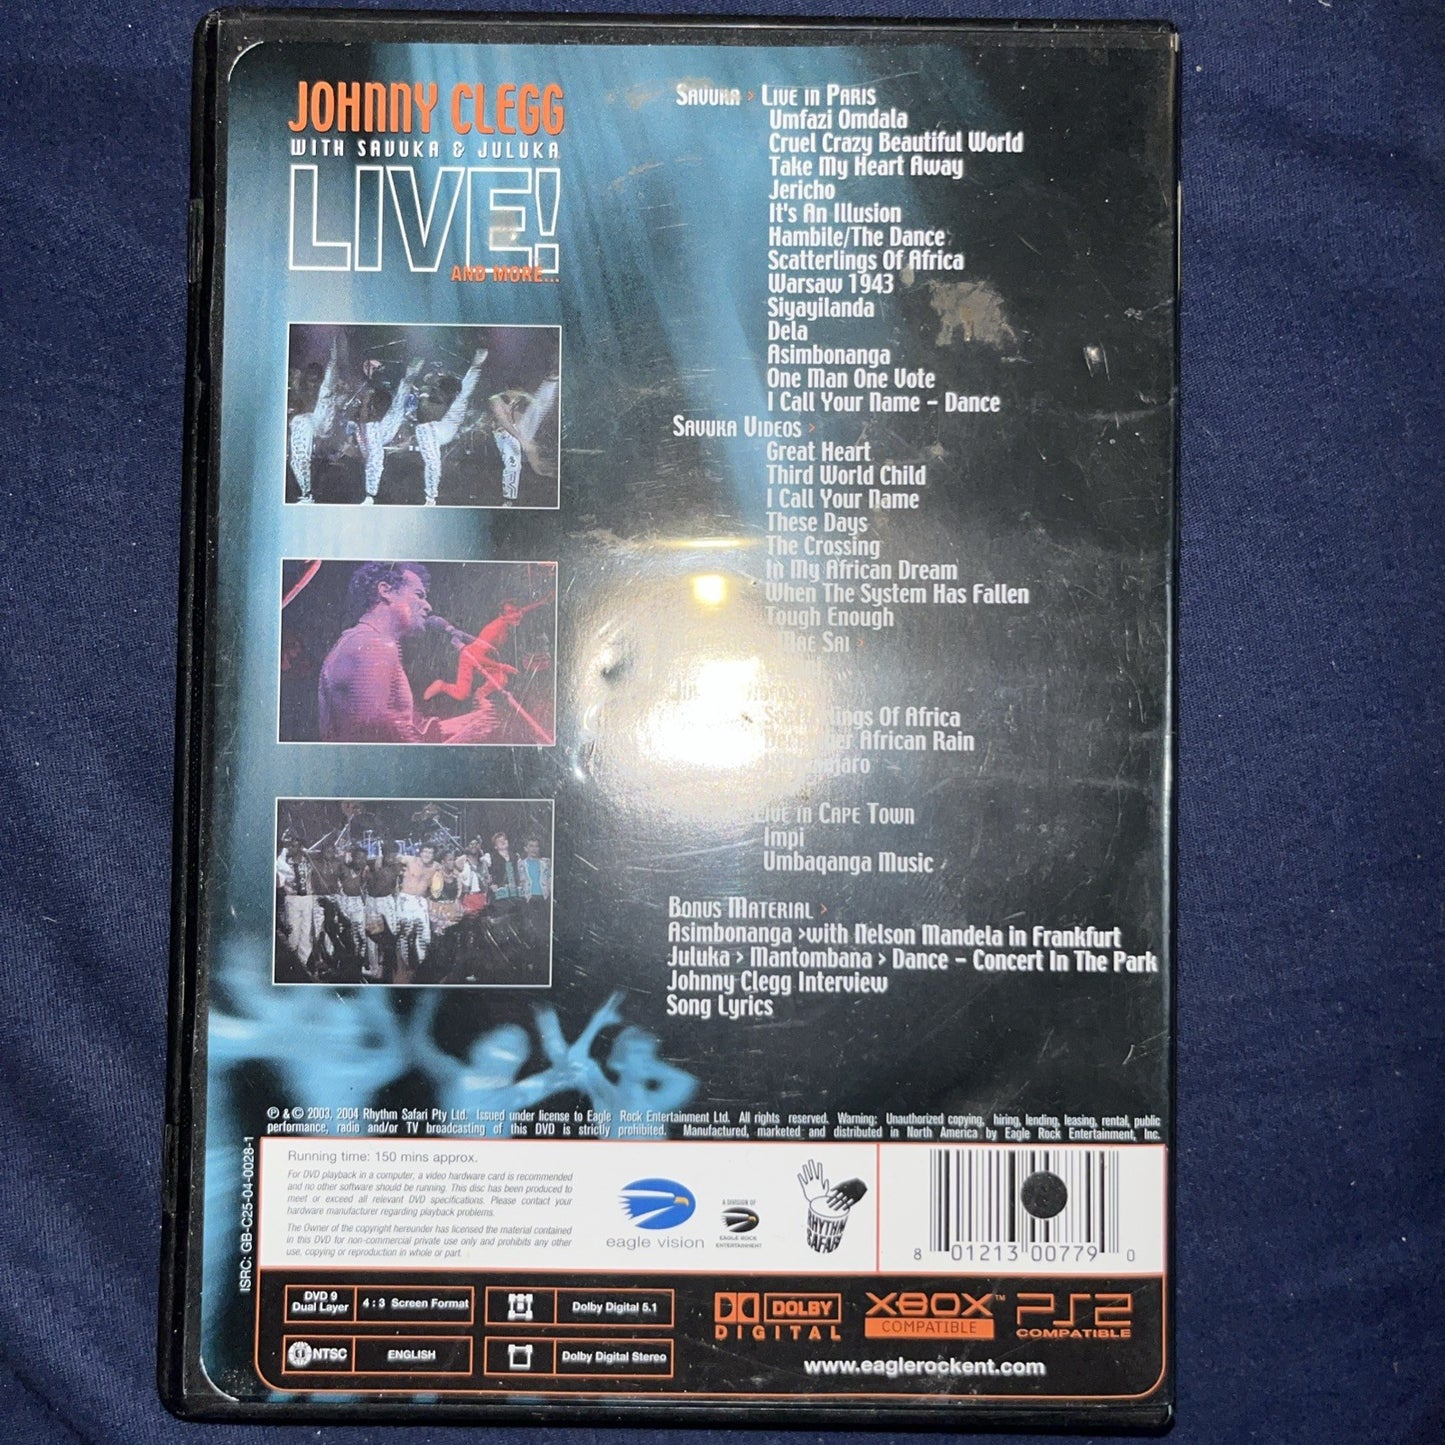 JOHNNY CLEGG
WITH SAVUKA & JULUKA
LIVE!
AND MORE...
SAVUKA > LIVE IN PARIS
Umfazi Omdala
Cruel Crazy Beautiful World
Take My Heart Away
Jericho
It's An Illusion
Hambile/The Dance
Scatterlings Of Africa
Warsaw 1943
Siyayilanda
Dela
Asimbonanga
One Man One Vote
I Call Your Name – Dance
SAVUKA VIDEOS >
Great Heart
Third World Child
I Call Your Name
These Days
The Crossing
In My African Dream
When The System Has Fallen
Tough Enough
MAE SAI >
Scatterlings Of Africa
African Rain
LIVE IN CAPE TOWN
Impi
Umbaqanga Music
BONUS MATERIAL >
Asimbonanga >with Nelson Mandela in Frankfurt
Juluka > Mantombana > Dance – Concert In The Park
Johnny Clegg Interview
Song Lyrics
℗ & © 2003, 2004 Rhythm Safari Pty Ltd. Issued under license to Eagle Rock Entertainment Ltd. All rights reserved. Warning: Unauthorized copying, hiring, lending, leasing, rental, public
performance, radio and/or TV broadcasting of this DVD is strictly prohibited. Manufactured, marketed and distributed in North America by Eagle Rock Entertainment, Inc.
ISRC: GB-C25-04-0028-1
Running time: 150 mins approx.
For DVD playback in a computer, a video hardware card is recommended
and no other software should be running. This disc has been produced to
meet or exceed all relevant DVD specifications. Please contact your
hardware manufacturer regarding playback problems.
The Owner of the copyright hereunder has licensed the material contained
in this DVD for non-commercial private use only and prohibits any other
use, copying or reproduction in whole or part.
eagle vision
A DIVISION OF
EAGLE ROCK
ENTERTAINMENT
RHYTHM
SAFARI
8 01213 00779 0
DVD 9
Dual Layer
4 : 3 Screen Format
Dolby Digital 5.1
DOLBY
DIGITAL
XBOX™
COMPATIBLE
PS2
COMPATIBLE
1 NTSC
ENGLISH
Dolby Digital Stereo
www.eaglerockent.com